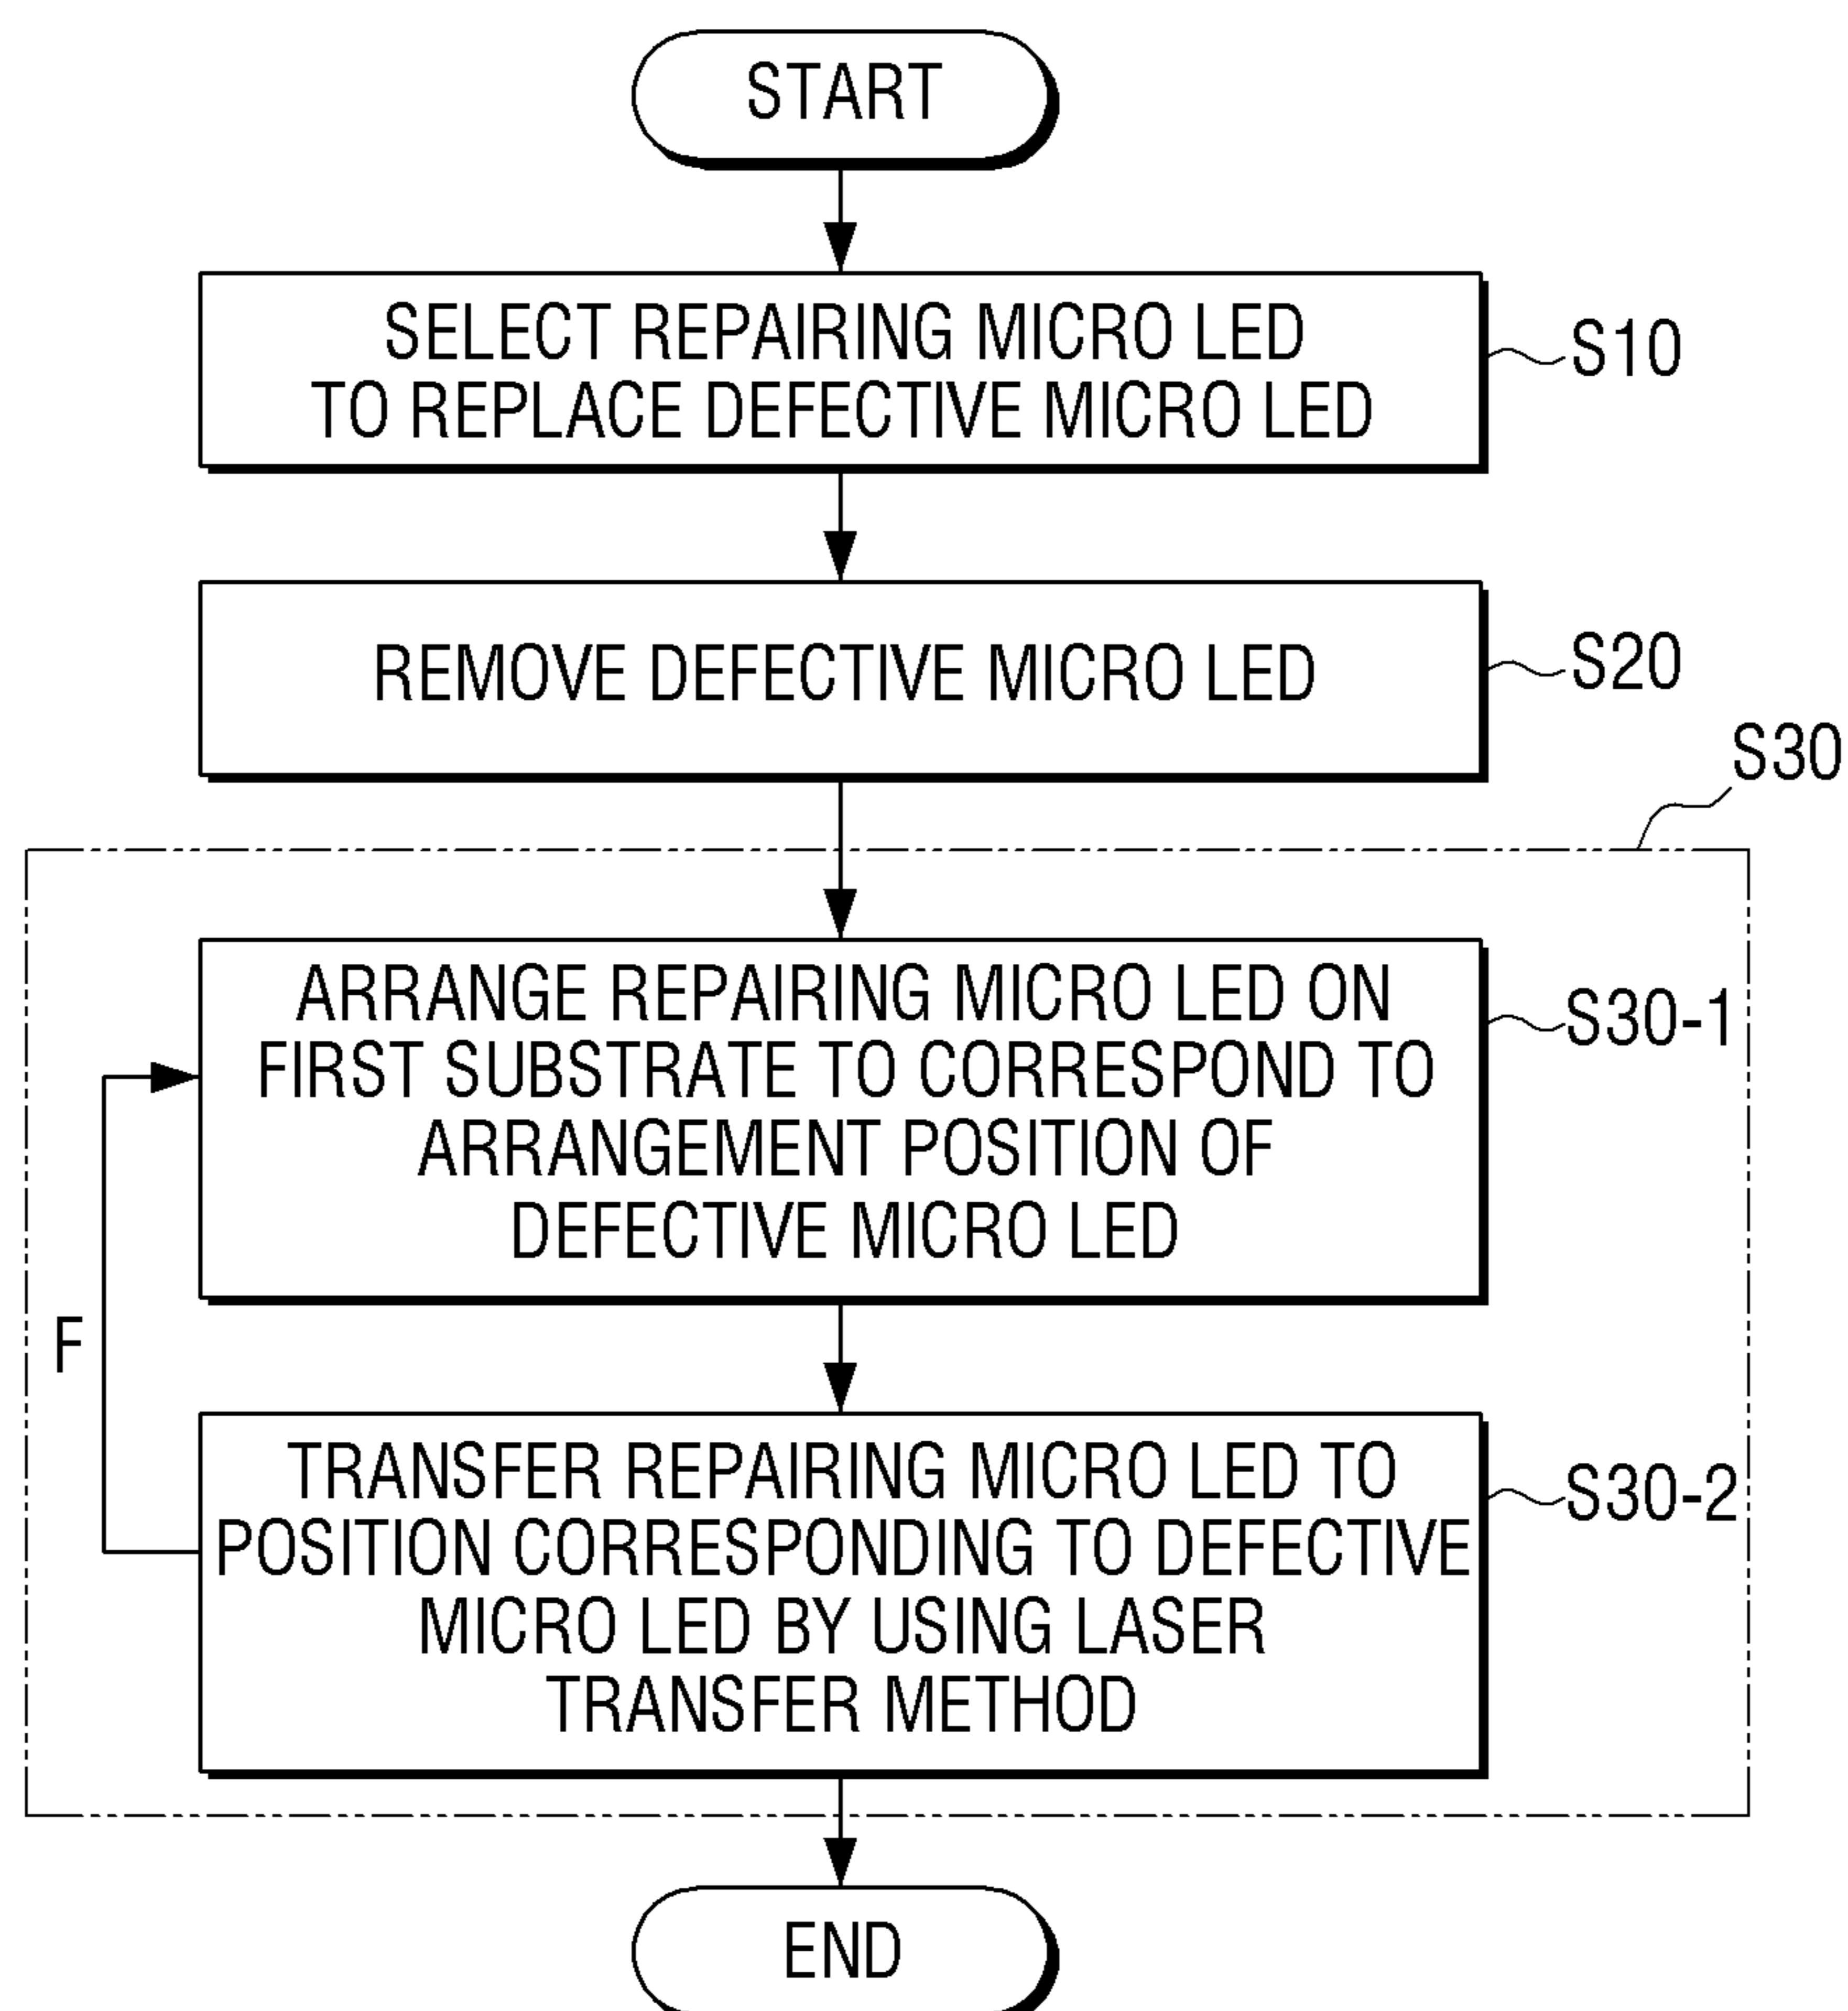 START
SELECT REPAIRING MICRO LED
TO REPLACE DEFECTIVE MICRO LED
S10
REMOVE DEFECTIVE MICRO LED
S20
S30
ARRANGE REPAIRING MICRO LED ON
FIRST SUBSTRATE TO CORRESPOND TO
ARRANGEMENT POSITION OF
DEFECTIVE MICRO LED
S30-1
F
TRANSFER REPAIRING MICRO LED TO
POSITION CORRESPONDING TO DEFECTIVE
MICRO LED BY USING LASER
TRANSFER METHOD
S30-2
END